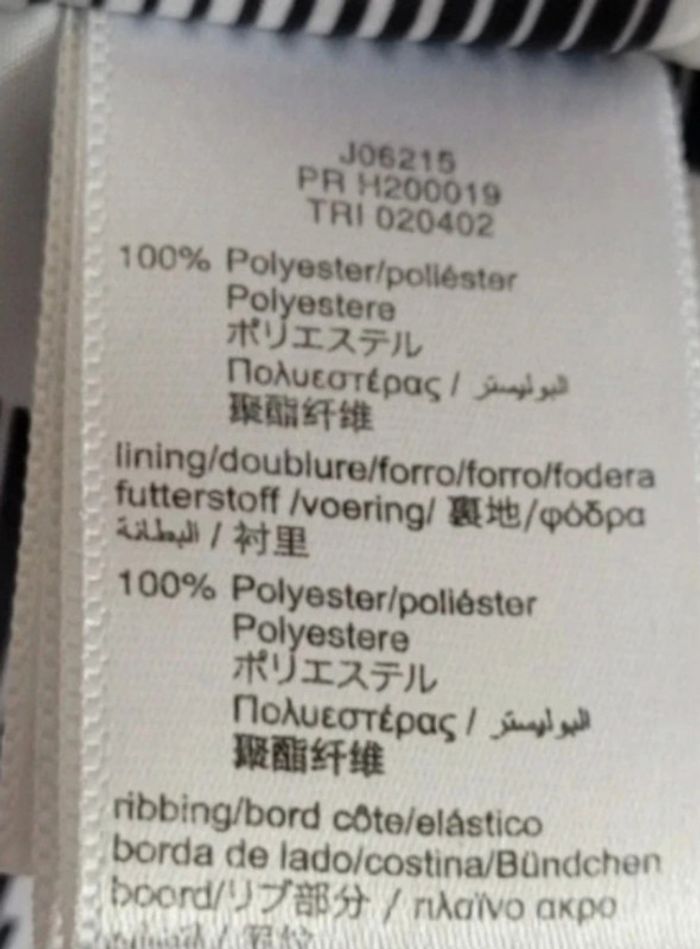 J06215
PR H200019
TRI 020402
100% Polyester/poliéster
Polyestere
ポリエステル
Πολυεστέρας / البوليستر
聚酯纤维
lining/doublure/forro/forro/fodera
futterstoff /voering/ 裏地/φόδρα
البطانة / 衬里
100% Polyester/poliéster
Polyestere
ポリエステル
Πολυεστέρας / البوليستر
聚酯纤维
ribbing/bord côte/elástico
borda de lado/costina/Bündchen
boord/リブ部分 / πλαϊνο ακρο